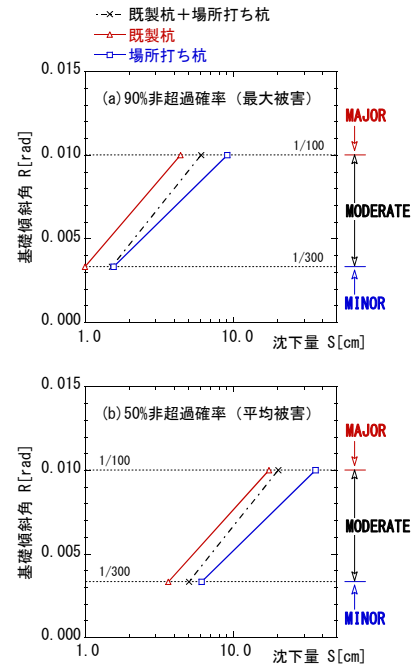 既製杭+場所打ち杭
既製杭
場所打ち杭
(a)90%非超過確率(最大被害)
基礎傾斜角 R[rad]
0.015
0.010
0.005
0.000
1/100
1/300
MAJOR
MODERATE
MINOR
1.0
10.0
沈下量 S[cm]
(b)50%非超過確率(平均被害)
基礎傾斜角 R[rad]
0.015
0.010
0.005
0.000
1/100
1/300
MAJOR
MODERATE
MINOR
1.0
10.0
沈下量 S[cm]